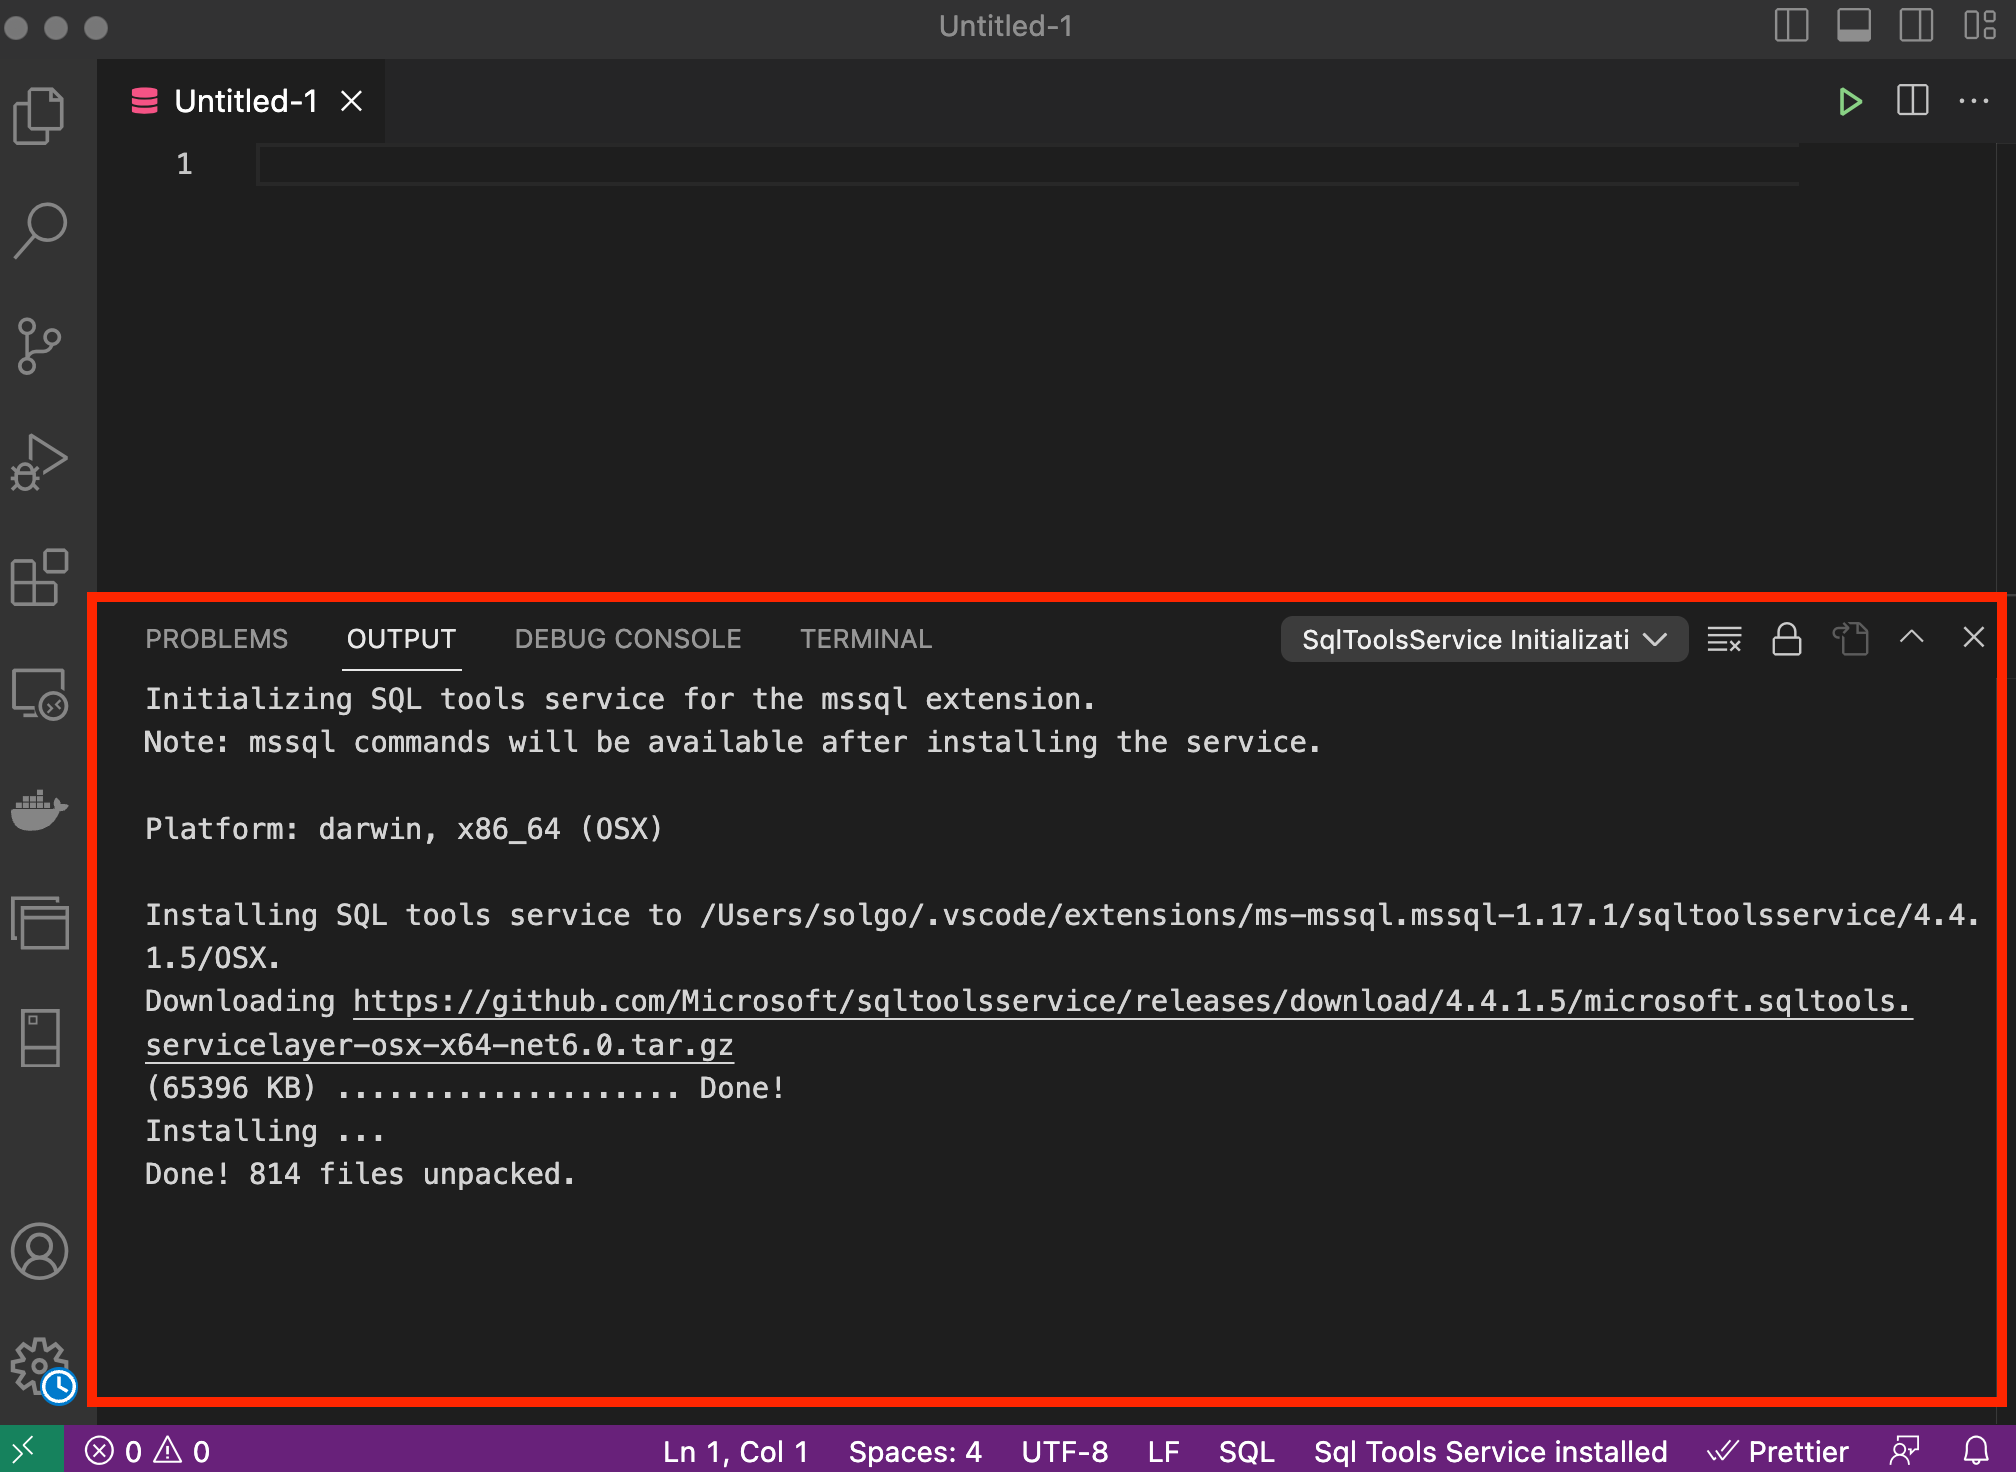 Untitled-1
Untitled-1
1
PROBLEMS OUTPUT DEBUG CONSOLE TERMINAL SqlToolsService Initializati
Initializing SQL tools service for the mssql extension.
Note: mssql commands will be available after installing the service.
Platform: darwin, x86_64 (OSX)
Installing SQL tools service to /Users/solgo/.vscode/extensions/ms-mssql.mssql-1.17.1/sqltoolsservice/4.4.
1.5/OSX.
Downloading https://github.com/Microsoft/sqltoolsservice/releases/download/4.4.1.5/microsoft.sqltools.
servicelayer-osx-x64-net6.0.tar.gz
(65396 KB) .................... Done!
Installing ...
Done! 814 files unpacked.
0 0 Ln 1, Col 1 Spaces: 4 UTF-8 LF SQL Sql Tools Service installed Prettier